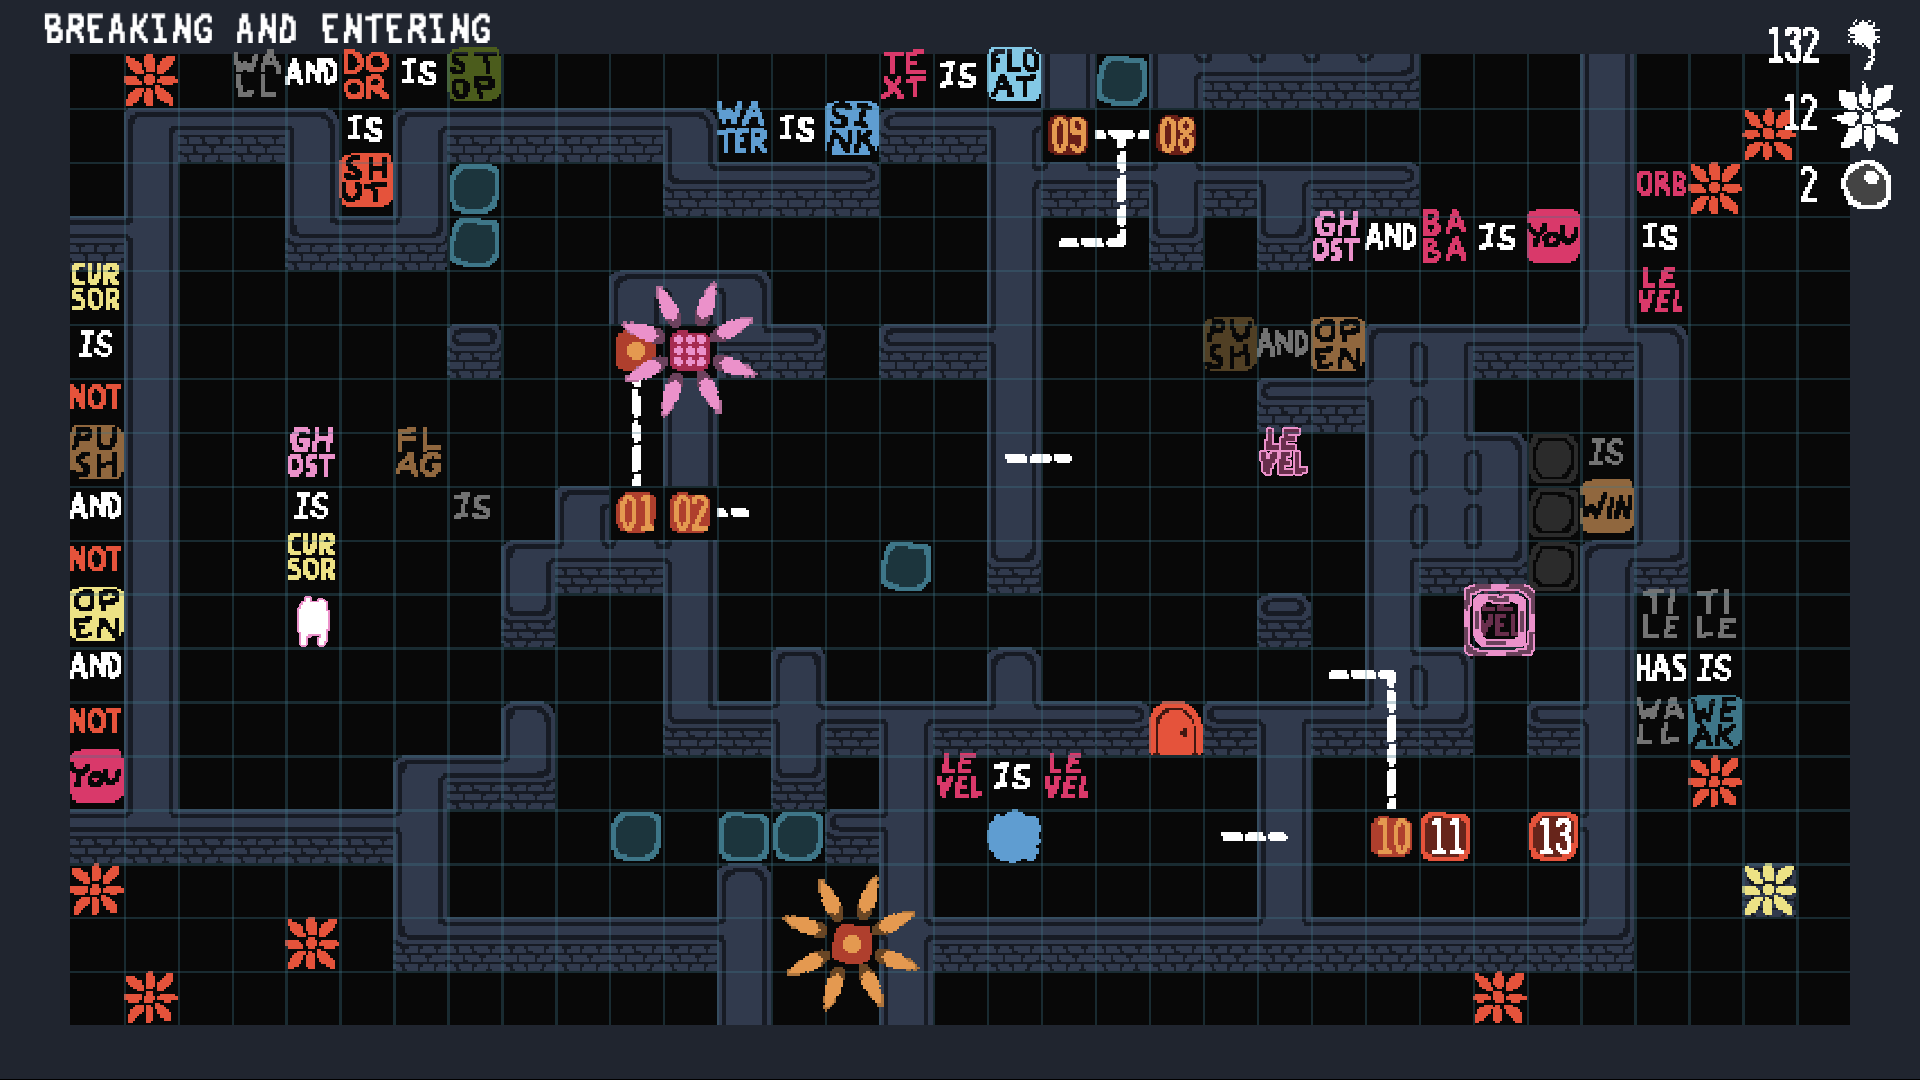 BREAKING AND ENTERING
132
12
2
WALL AND DOOR IS STOP
IS
SHUT
TEXT IS FLOAT
WATER IS SINK
09 08
ORB
IS
LEVEL
GHOST AND BABA IS YOU
PUSH AND OPEN
CURSOR
IS
NOT
PUSH
AND
NOT
OPEN
AND
NOT
YOU
GHOST
IS
CURSOR
FLAG
IS
01 02
LEVEL
IS
WIN
LEVEL
TILE TILE
HAS IS
WALL WEAK
LEVEL IS LEVEL
10 11 13